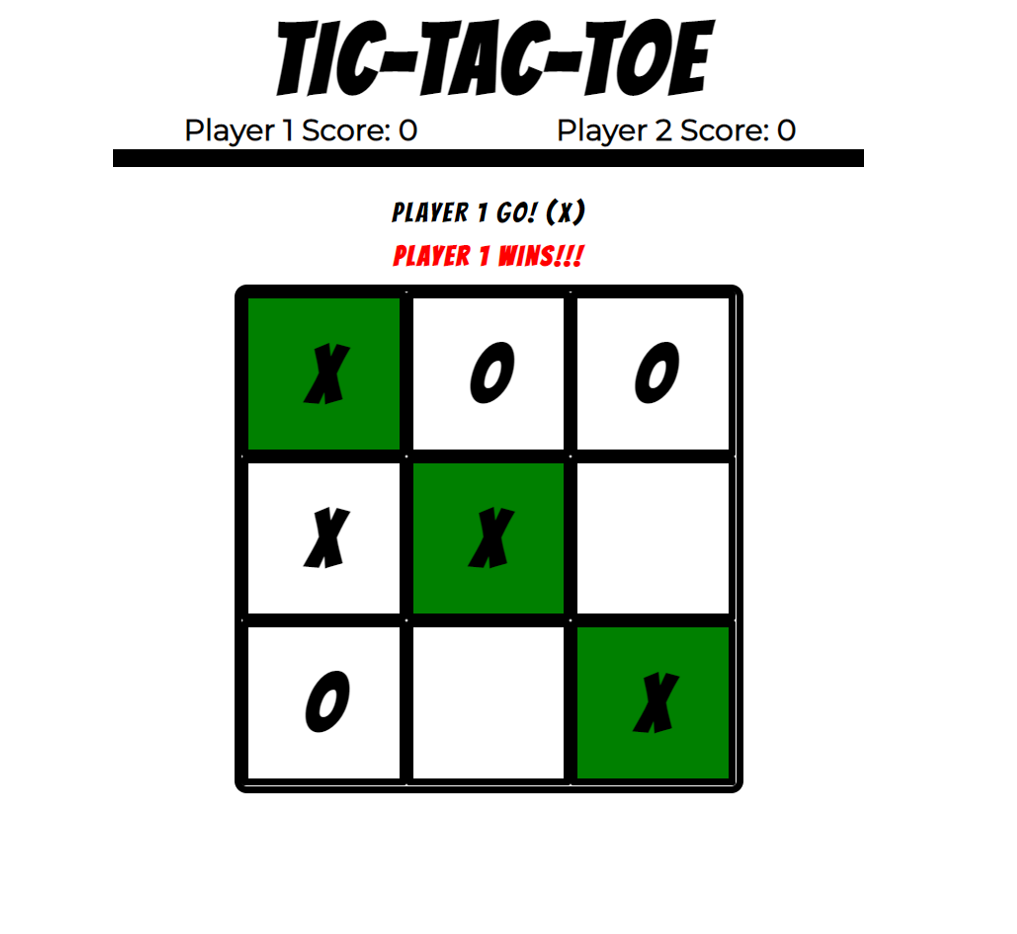 TIC-TAC-TOE
Player 1 Score: 0 Player 2 Score: 0
PLAYER 1 GO! (X)
PLAYER 1 WINS!!!
X O O
X X
O X